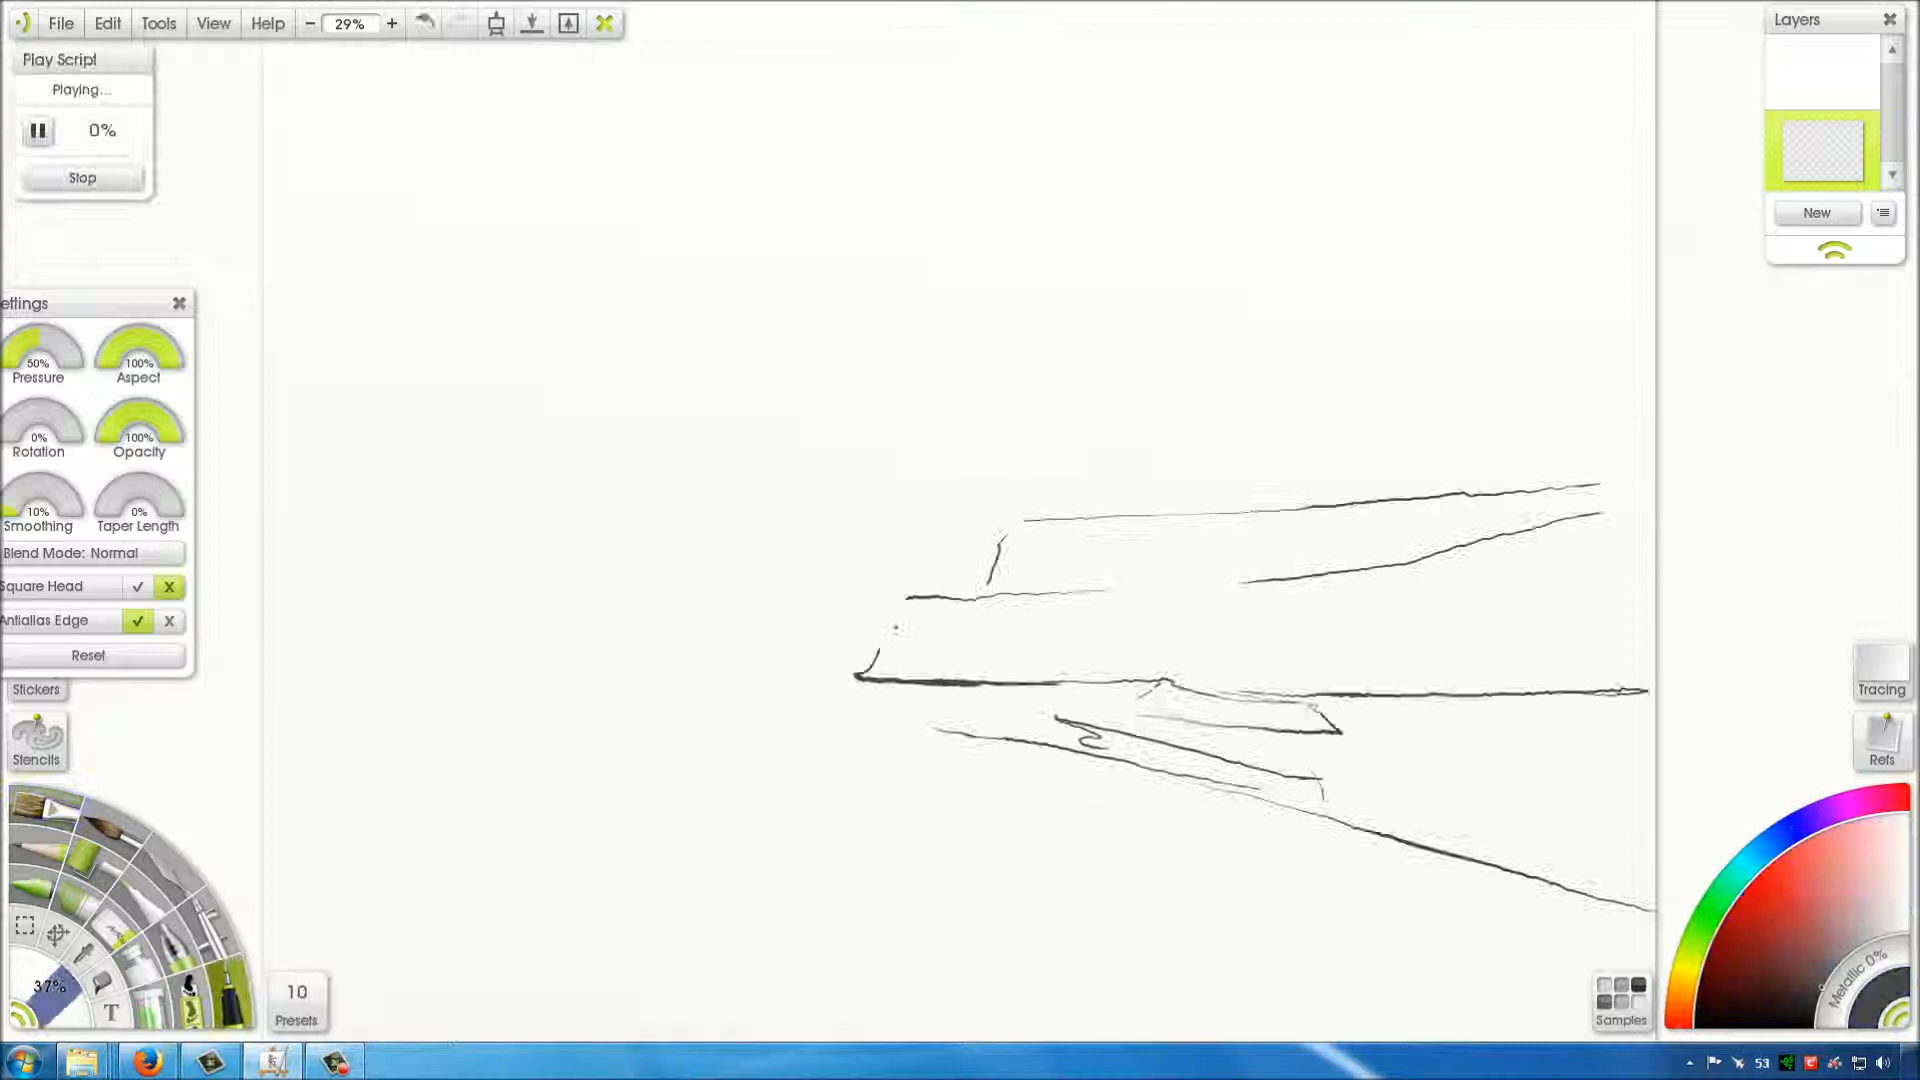 File Edit Tools View Help − 29% +
Layers
Play Script
Playing...
0%
Stop
New
ettings
50% 100%
Pressure Aspect
0% 100%
Rotation Opacity
10% 0%
Smoothing Taper Length
Blend Mode: Normal
Square Head
Antialias Edge
Reset
Stickers
Tracing
Stencils
Refs
37%
T
10
Presets
Metallic 0%
Samples
53